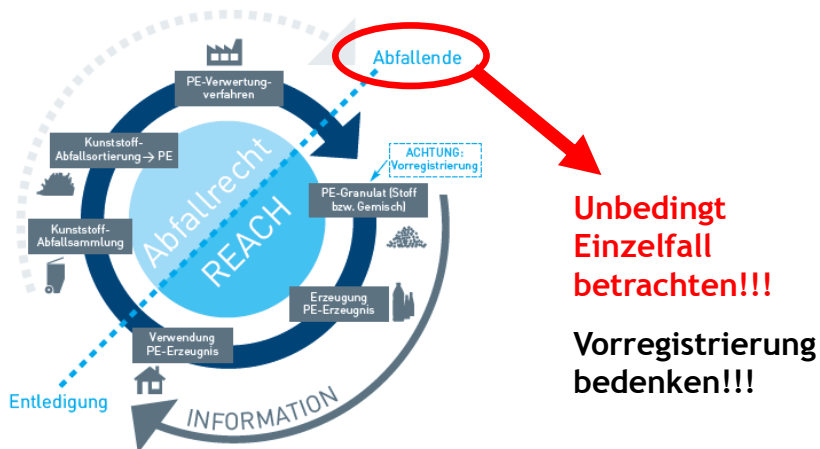 Abfallende
PE-Verwertung-
verfahren
Kunststoff-
Abfallsortierung → PE
ACHTUNG:
Vorregistrierung
Abfallrecht
REACH
PE-Granulat (Stoff
bzw. Gemisch)
Kunststoff-
Abfallsammlung
Erzeugung
PE-Erzeugnis
Verwendung
PE-Erzeugnis
Entledigung
INFORMATION
Unbedingt
Einzelfall
betrachten!!!
Vorregistrierung
bedenken!!!